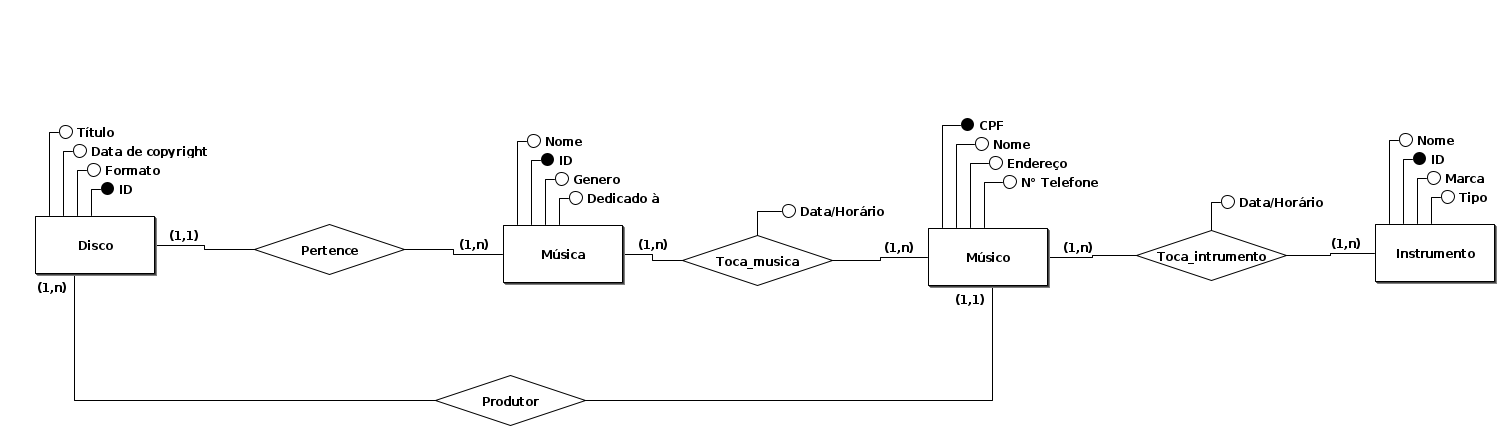 Título
Data de copyright
Formato
ID
Disco
(1,1)
(1,n)
Pertence
(1,n)
Nome
ID
Genero
Dedicado à
Música
(1,n)
Data/Horário
Toca_musica
(1,n)
CPF
Nome
Endereço
N° Telefone
Músico
(1,n)
(1,1)
Data/Horário
Toca_intrumento
(1,n)
Nome
ID
Marca
Tipo
Instrumento
Produtor